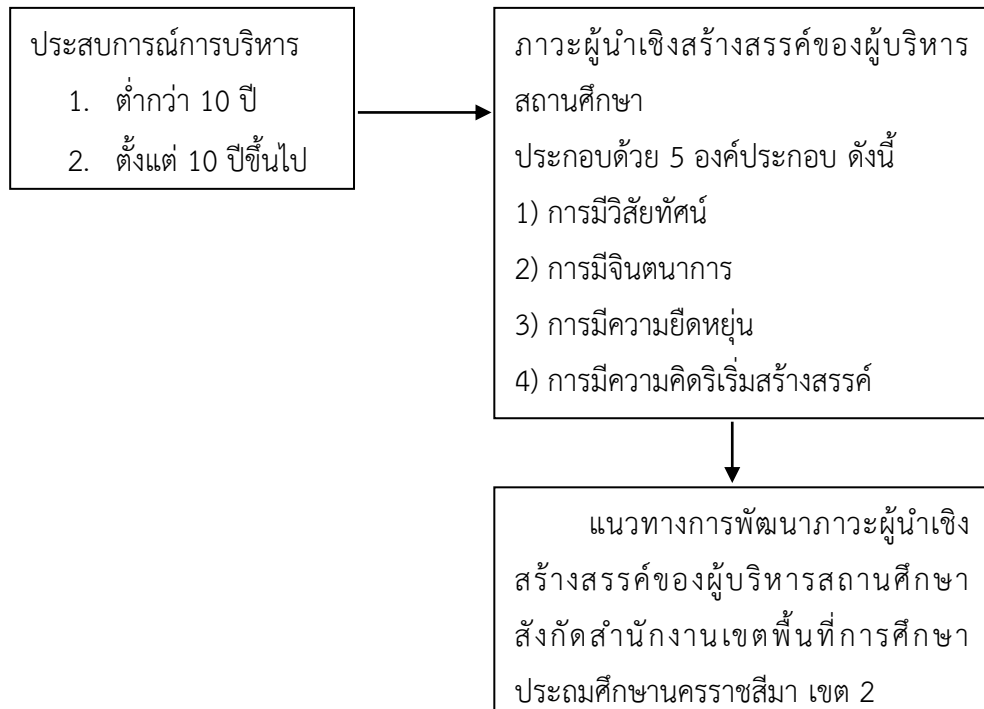 ประสบการณ์การบริหาร
1. ต่ำกว่า 10 ปี
2. ตั้งแต่ 10 ปีขึ้นไป
ภาวะผู้นำเชิงสร้างสรรค์ของผู้บริหาร
สถานศึกษา
ประกอบด้วย 5 องค์ประกอบ ดังนี้
1) การมีวิสัยทัศน์
2) การมีจินตนาการ
3) การมีความยืดหยุ่น
4) การมีความคิดริเริ่มสร้างสรรค์
แนวทางการพัฒนาภาวะผู้นำเชิง
สร้างสรรค์ของผู้บริหารสถานศึกษา
สังกัดสำนักงานเขตพื้นที่การศึกษา
ประถมศึกษานครราชสีมา เขต 2